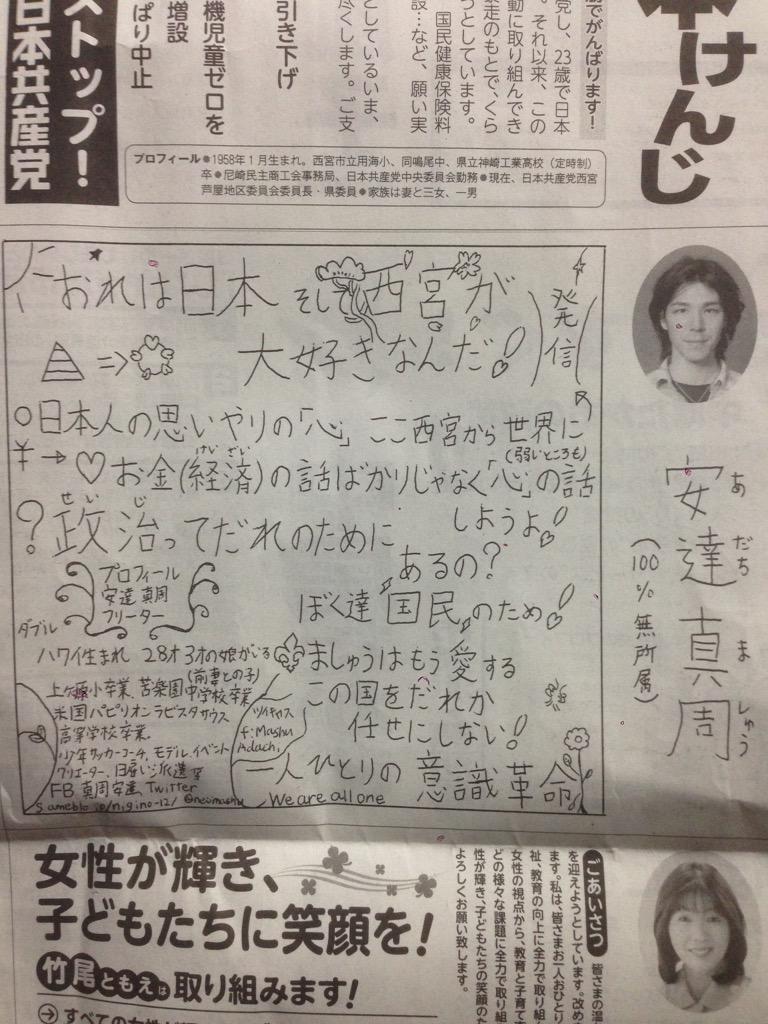 本けんじ
崩でがんばります！
党し、23歳で日本
。それ以来、この
動に取り組んでき
走のもとで、くら
うとしています。
国民健康保険料
設…など、願い実
としているいま、
尽くします。ご支
引き下げ
機児童ゼロを
増設
ぱり中止
ストップ！
日本共産党
プロフィール●1958年1月生まれ。西宮市立用海小、同鳴尾中、県立神崎工業高校（定時制）
卒●尼崎民主商工会事務局、日本共産党中央委員会勤務●現在、日本共産党西宮
芦屋地区委員会委員長・県委員●家族は妻と三女、一男
おれは日本そして西宮が
大好きなんだ！
発信
日本人の思いやりの「心」ここ西宮から世界に
¥→♡お金(経済)の話ばかりじゃなく「心」の話
けいざい
(弱いところも)
しようよ！
？政治ってだれのために
せいじ
あるの？
ぼく達国民のため！
プロフィール
安達真周
フリーター
ダブル
ハワイ生まれ 28才3才の娘がいる
(前妻との子)
上ヶ原小卒業、苦楽園中学校卒業
米国パピリオンラビスタサウス
高等学校卒業、
少年サッカーコーチ、モデル、イベント
クリエーター、日雇い派遣等
FB 真周安達、Twitter
ameblo.jp/nigino-12/ @neomashu
ツイキャス
f:Mashu
Adachi,
ましゅうはもう愛する
この国をだれか
任せにしない！
一人ひとりの意識革命
We are all one
安達真周
あだちましゅう
(100％無所属)
女性が輝き、
子どもたちに笑顔を！
竹尾ともえは取り組みます！
すべての女性が
ごあいさつ
皆さまの温
を迎えようとしています。改め
ます。私は、皆さまお一人おひとり
祉、教育の向上に全力で取り組
女性の視点から、教育と子育て
どの様々な課題に全力で取り組
性が輝き、子どもたちの笑顔のた
よろしくお願い致します。